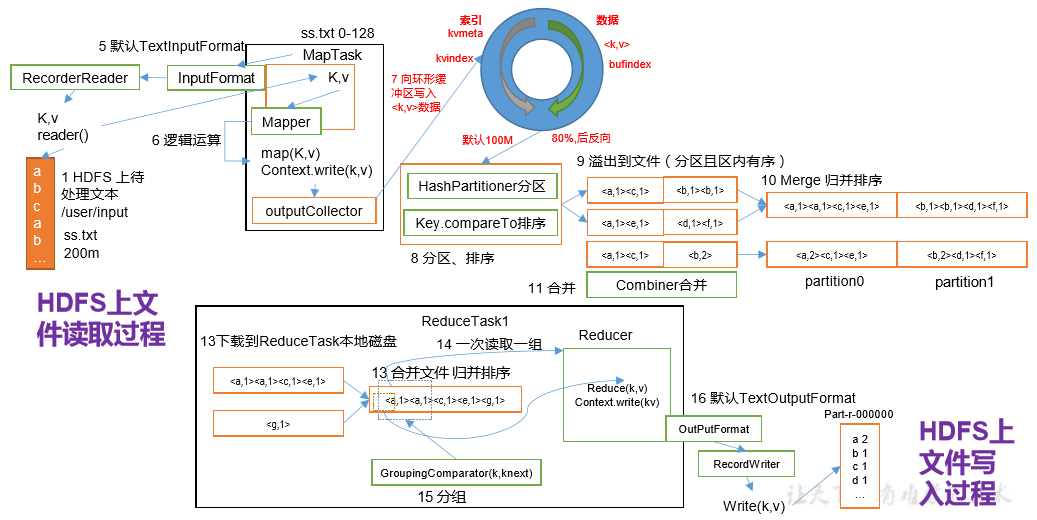 ss.txt 0-128
5 默认TextInputFormat
MapTask
RecorderReader
InputFormat
K,v
K,v
reader()
Mapper
6 逻辑运算
map(K,v)
Context.write(k,v)
outputCollector
a
b
c
a
b
...
1 HDFS 上待
处理文本
/user/input
ss.txt
200m
HDFS上文
件读取过程
索引
kvmeta
kvindex
数据
<k,v>
bufindex
7 向环形缓
冲区写入
<k,v>数据
默认100M
80%,后反向
HashPartitioner分区
Key.compareTo排序
8 分区、排序
9 溢出到文件（分区且区内有序）
<a,1><c,1>
<b,1><b,1>
<a,1><e,1>
<d,1><f,1>
<a,1><c,1>
<b,2>
10 Merge 归并排序
<a,1><a,1><c,1><e,1>
<b,1><b,1><d,1><f,1>
<a,2><c,1><e,1>
<b,2><d,1><f,1>
partition0
partition1
11 合并
Combiner合并
ReduceTask1
13下载到ReduceTask本地磁盘
14 一次读取一组
Reducer
<a,1><a,1><c,1><e,1>
<g,1>
13 合并文件 归并排序
<a,1><a,1><c,1><e,1><g,1>
Reduce(k,v)
Context.write(kv)
GroupingComparator(k,knext)
15 分组
16 默认TextOutputFormat
OutPutFormat
RecordWriter
Write(k,v)
Part-r-000000
a 2
b 1
c 1
d 1
...
HDFS上
文件写
入过程